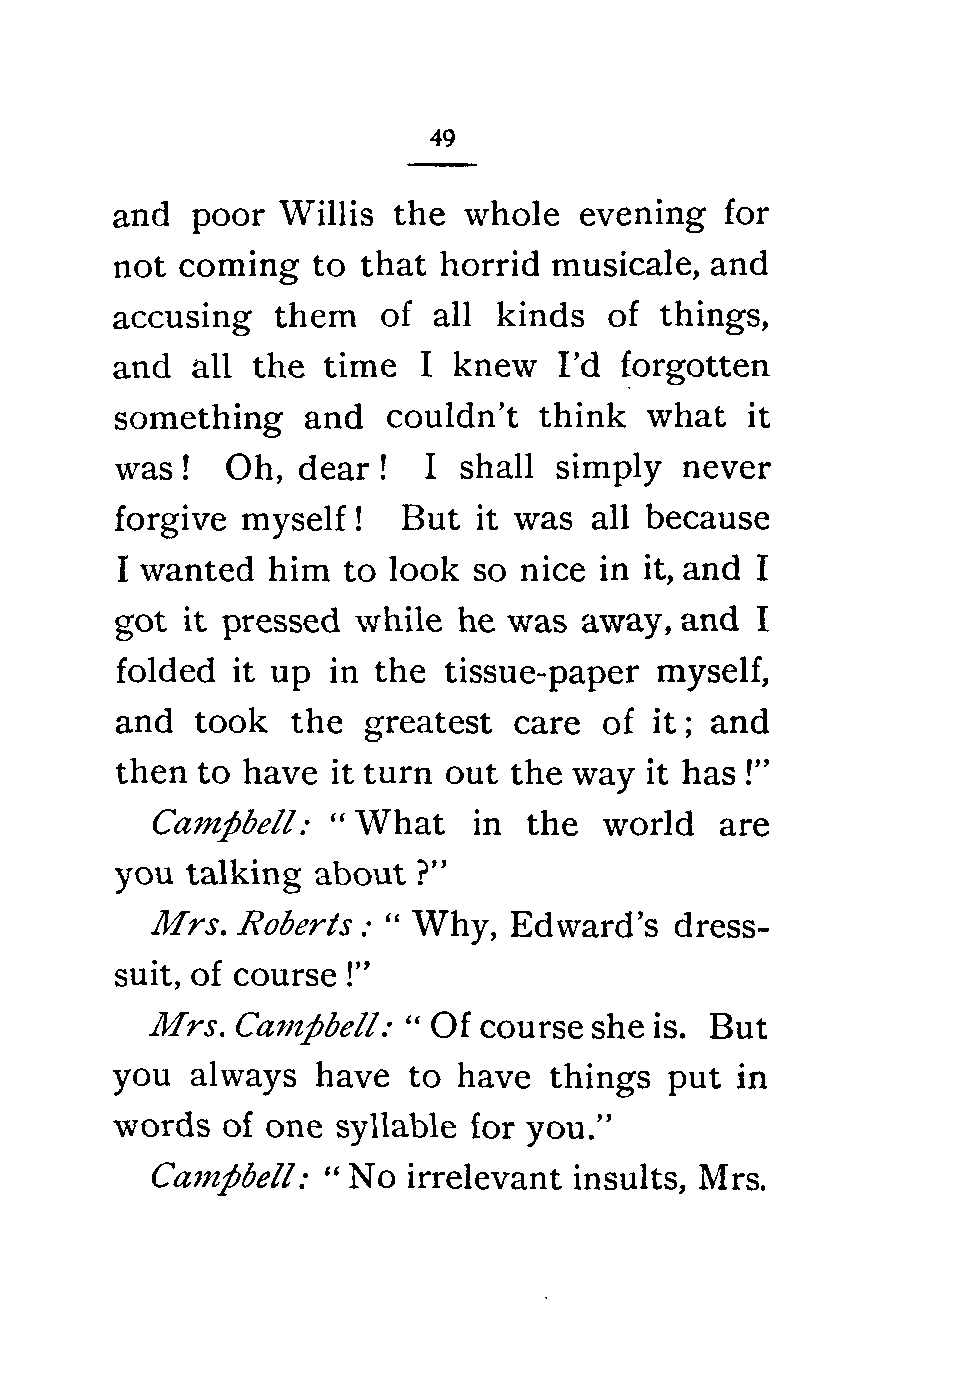 49
and poor Willis the whole evening for
not coming to that horrid musicale, and
accusing them of all kinds of things,
and all the time I knew I'd forgotten
something and couldn't think what it
was! Oh, dear! I shall simply never
forgive myself! But it was all because
I wanted him to look so nice in it, and I
got it pressed while he was away, and I
folded it up in the tissue-paper myself,
and took the greatest care of it; and
then to have it turn out the way it has!"
Campbell: "What in the world are
you talking about?"
Mrs. Roberts: "Why, Edward's dress-
suit, of course!"
Mrs. Campbell: "Of course she is. But
you always have to have things put in
words of one syllable for you."
Campbell: "No irrelevant insults, Mrs.